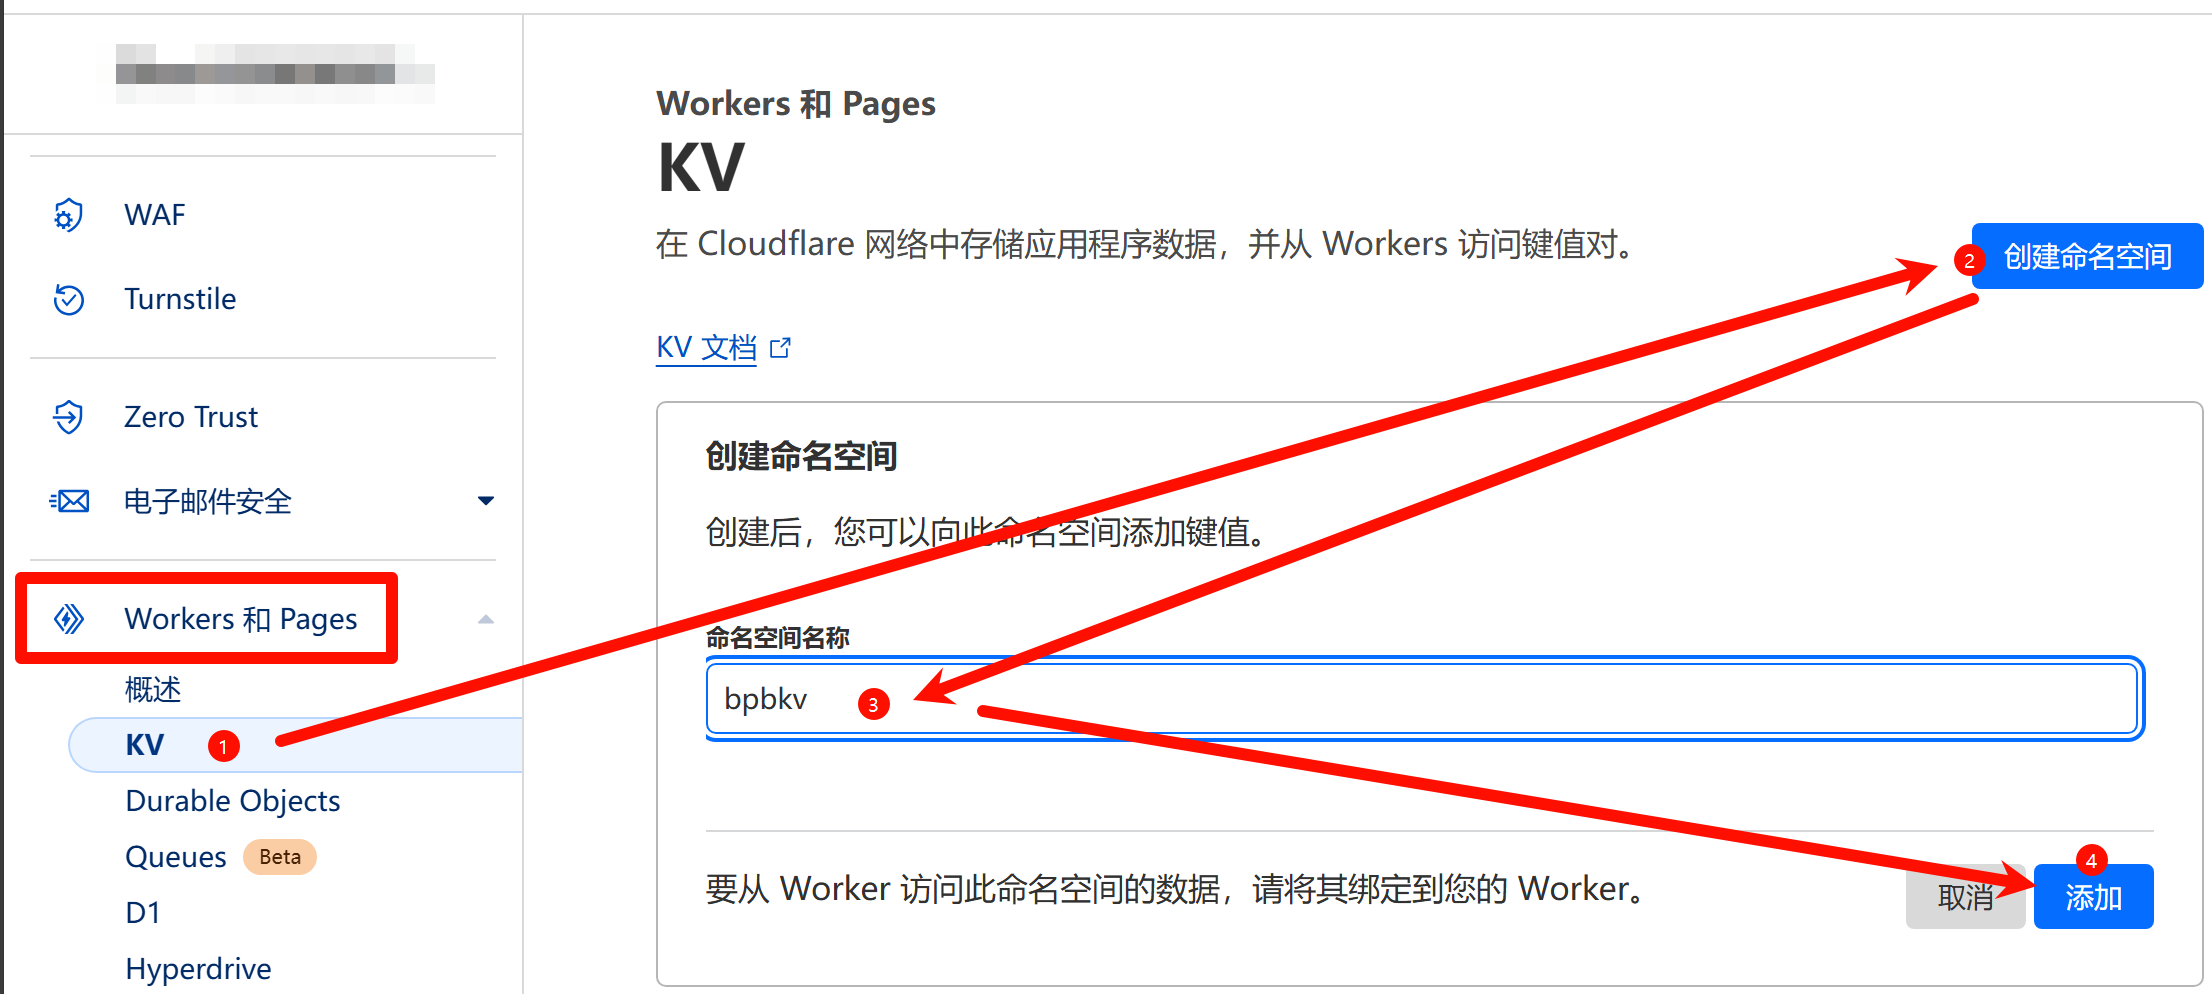 WAF
Turnstile
Zero Trust
电子邮件安全
Workers 和 Pages
概述
KV 1
Durable Objects
Queues Beta
D1
Hyperdrive
Workers 和 Pages
KV
在 Cloudflare 网络中存储应用程序数据，并从 Workers 访问键值对。
2 创建命名空间
KV 文档
创建命名空间
创建后，您可以向此命名空间添加键值。
命名空间名称
bpbkv 3
要从 Worker 访问此命名空间的数据，请将其绑定到您的 Worker。
取消
4
添加